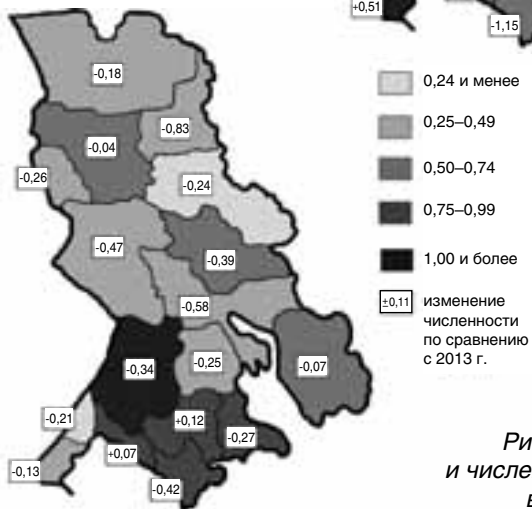 +0,51
-1,15
-0,18
-0,04
-0,83
-0,26
-0,24
-0,47
-0,39
-0,58
-0,34
-0,25
-0,07
-0,21
+0,12
-0,27
-0,13
+0,07
-0,42
0,24 и менее
0,25–0,49
0,50–0,74
0,75–0,99
1,00 и более
±0,11 изменение
численности
по сравнению
с 2013 г.
Ри
и числе
в